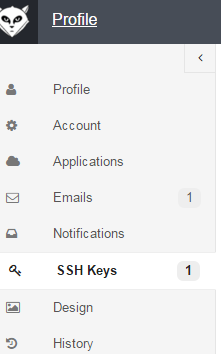 Profile
Profile
Account
Applications
Emails 1
Notifications
SSH Keys 1
Design
History